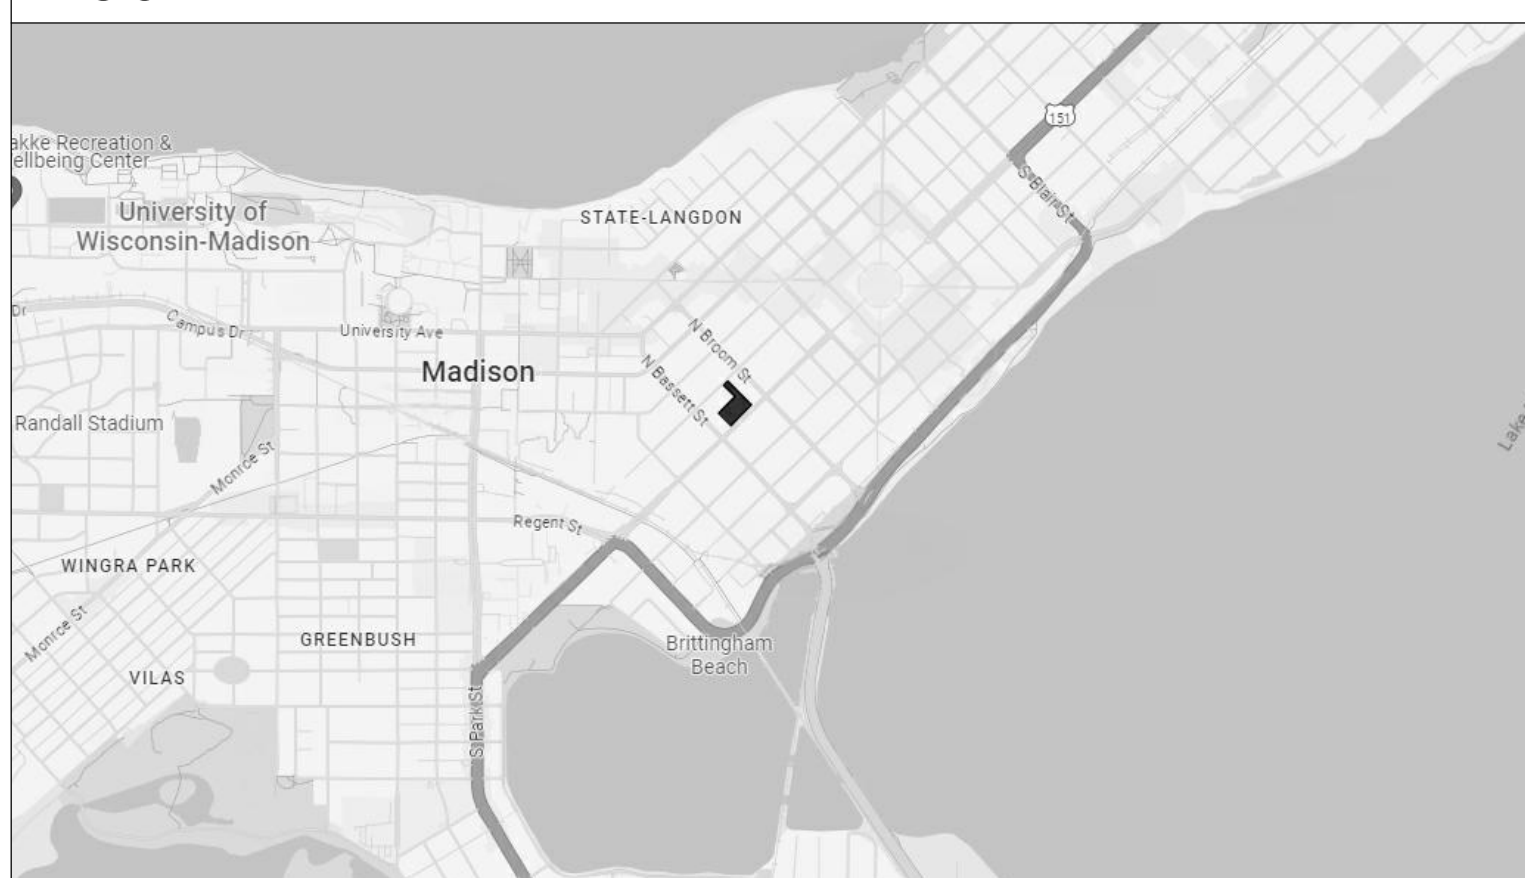 akke Recreation &
ellbeing Center
University of
Wisconsin-Madison
STATE-LANGDON
151
S Blair St
Dr
Campus Dr
University Ave
N Broom St
N Bassett St
Madison
Randall Stadium
Monroe St
Regent St
WINGRA PARK
Monroe St
GREENBUSH
VILAS
Brittingham
Beach
S Park St
Lake